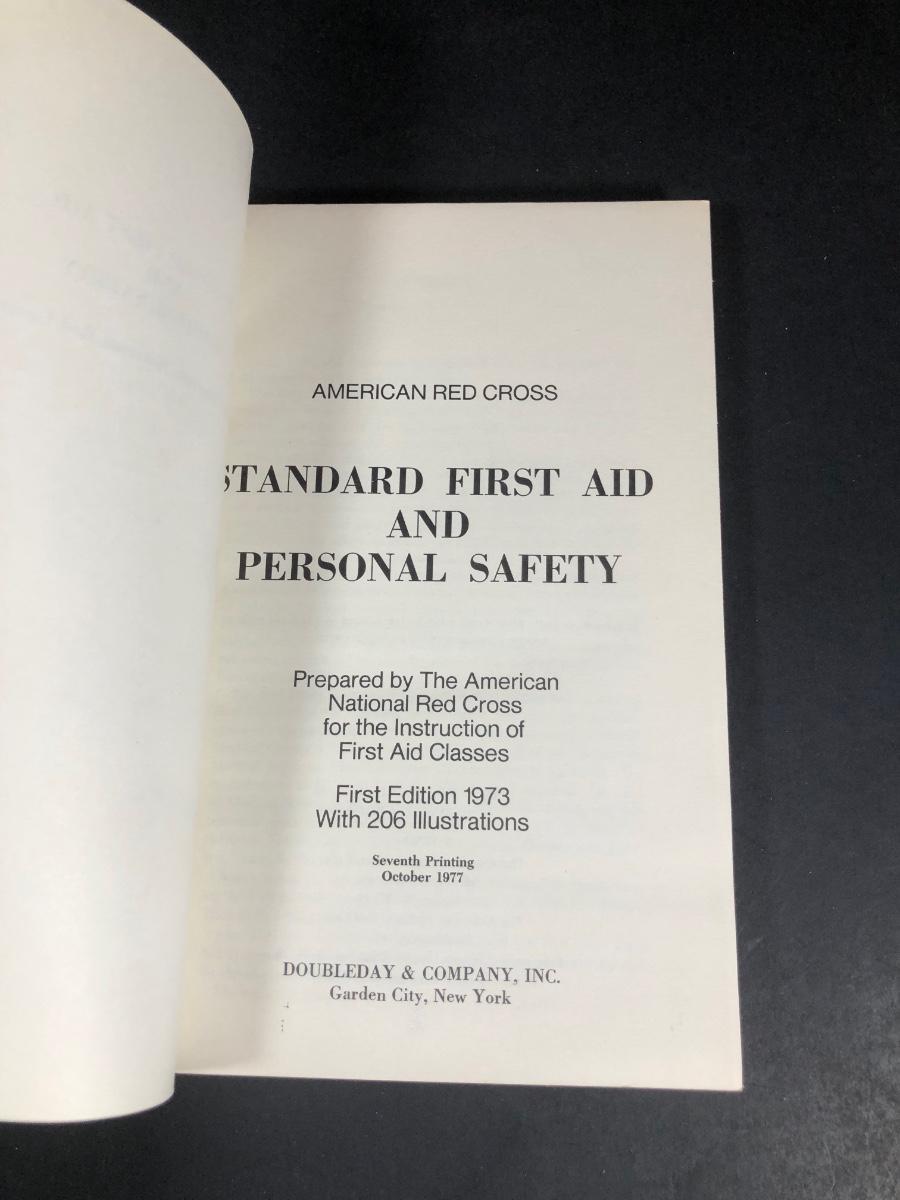 AMERICAN RED CROSS
STANDARD FIRST AID
AND
PERSONAL SAFETY
Prepared by The American
National Red Cross
for the Instruction of
First Aid Classes
First Edition 1973
With 206 Illustrations
Seventh Printing
October 1977
DOUBLEDAY & COMPANY, INC.
Garden City, New York